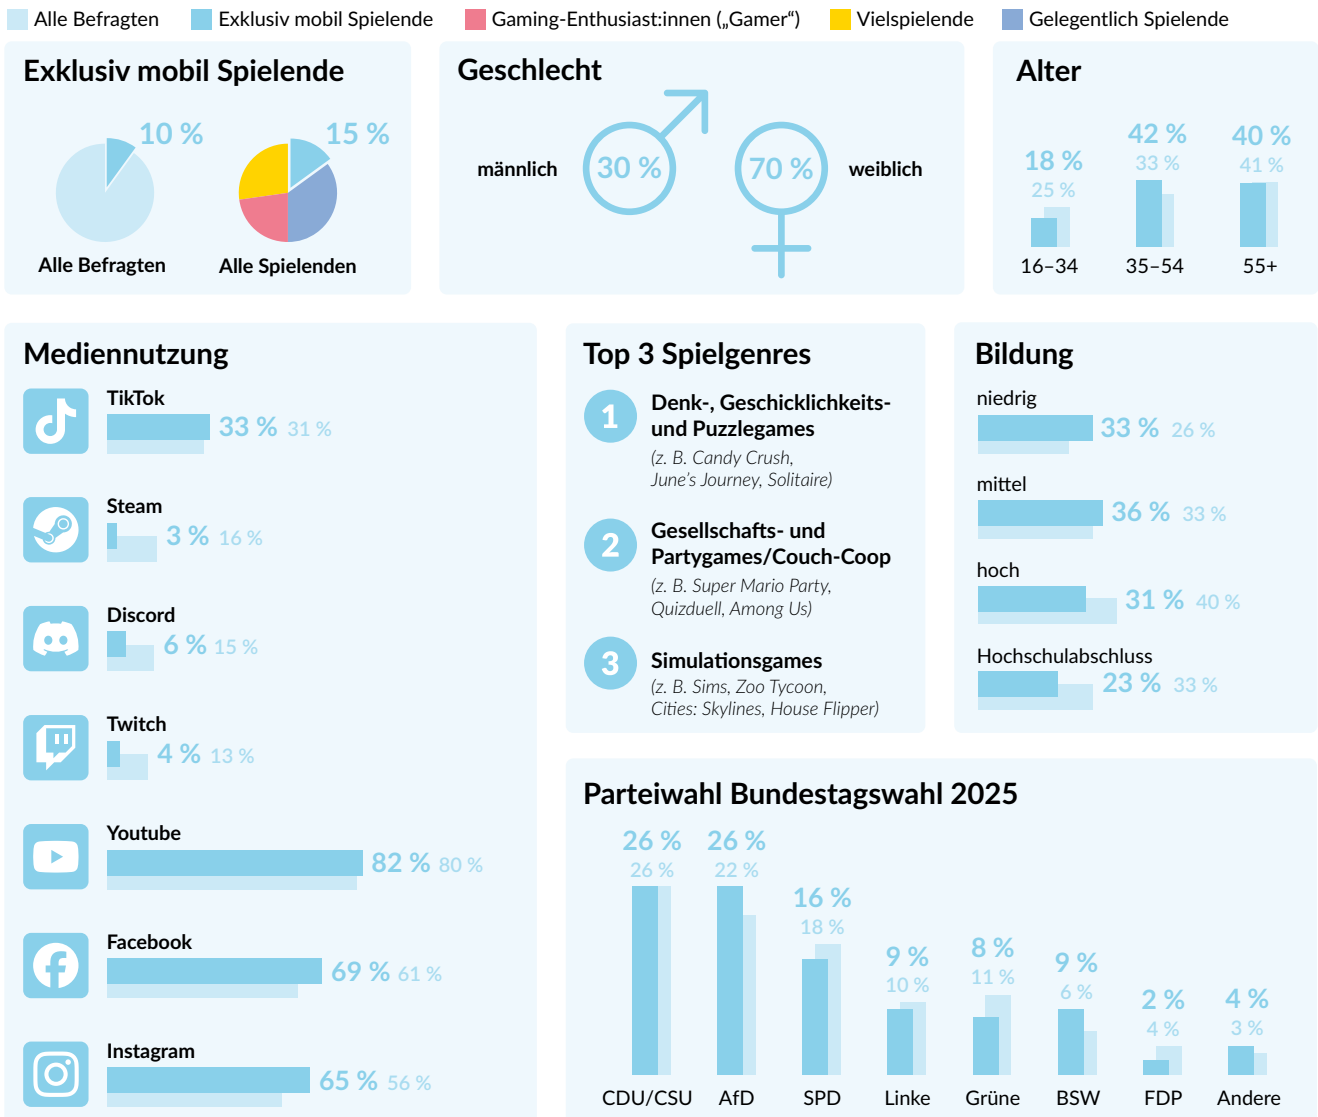 Alle Befragten
Exklusiv mobil Spielende
Gaming-Enthusiast:innen („Gamer“)
Vielspielende
Gelegentlich Spielende
Exklusiv mobil Spielende
10 %
15 %
Alle Befragten
Alle Spielenden
Geschlecht
männlich
30 %
70 %
weiblich
Alter
18 %
25 %
16–34
42 %
33 %
35–54
40 %
41 %
55+
Mediennutzung
TikTok
33 % 31 %
Steam
3 % 16 %
Discord
6 % 15 %
Twitch
4 % 13 %
Youtube
82 % 80 %
Facebook
69 % 61 %
Instagram
65 % 56 %
Top 3 Spielgenres
1
Denk-, Geschicklichkeits-
und Puzzlegames
(z. B. Candy Crush,
June’s Journey, Solitaire)
2
Gesellschafts- und
Partygames/Couch-Coop
(z. B. Super Mario Party,
Quizduell, Among Us)
3
Simulationsgames
(z. B. Sims, Zoo Tycoon,
Cities: Skylines, House Flipper)
Bildung
niedrig
33 % 26 %
mittel
36 % 33 %
hoch
31 % 40 %
Hochschulabschluss
23 % 33 %
Parteiwahl Bundestagswahl 2025
26 %
26 %
CDU/CSU
26 %
22 %
AfD
16 %
18 %
SPD
9 %
10 %
Linke
8 %
11 %
Grüne
9 %
6 %
BSW
2 %
4 %
FDP
4 %
3 %
Andere